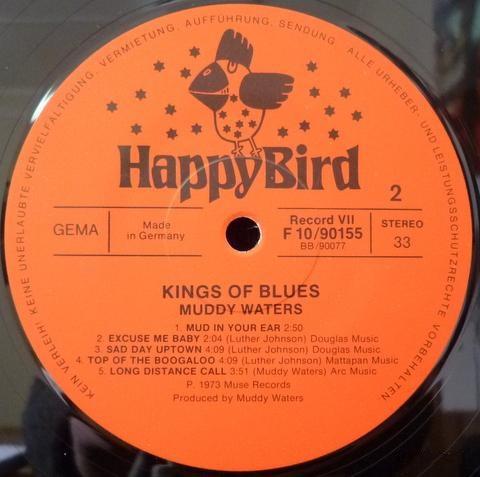 KEIN VERLEIH! KEINE UNERLAUBTE VERVIELFÄLTIGUNG, VERMIETUNG, AUFFÜHRUNG, SENDUNG. ALLE URHEBER- UND LEISTUNGSSCHUTZRECHTE VORBEHALTEN.
HappyBird
2
GEMA
Made
in Germany
Record VII
F 10/90155
BB/90077
STEREO
33
KINGS OF BLUES
MUDDY WATERS
1. MUD IN YOUR EAR 2:50
2. EXCUSE ME BABY 2:04 (Luther Johnson) Douglas Music
3. SAD DAY UPTOWN 4:09 (Luther Johnson) Douglas Music
4. TOP OF THE BOOGALOO 4:09 (Luther Johnson) Mattapan Music
5. LONG DISTANCE CALL 3:51 (Muddy Waters) Arc Music
P. 1973 Muse Records
Produced by Muddy Waters